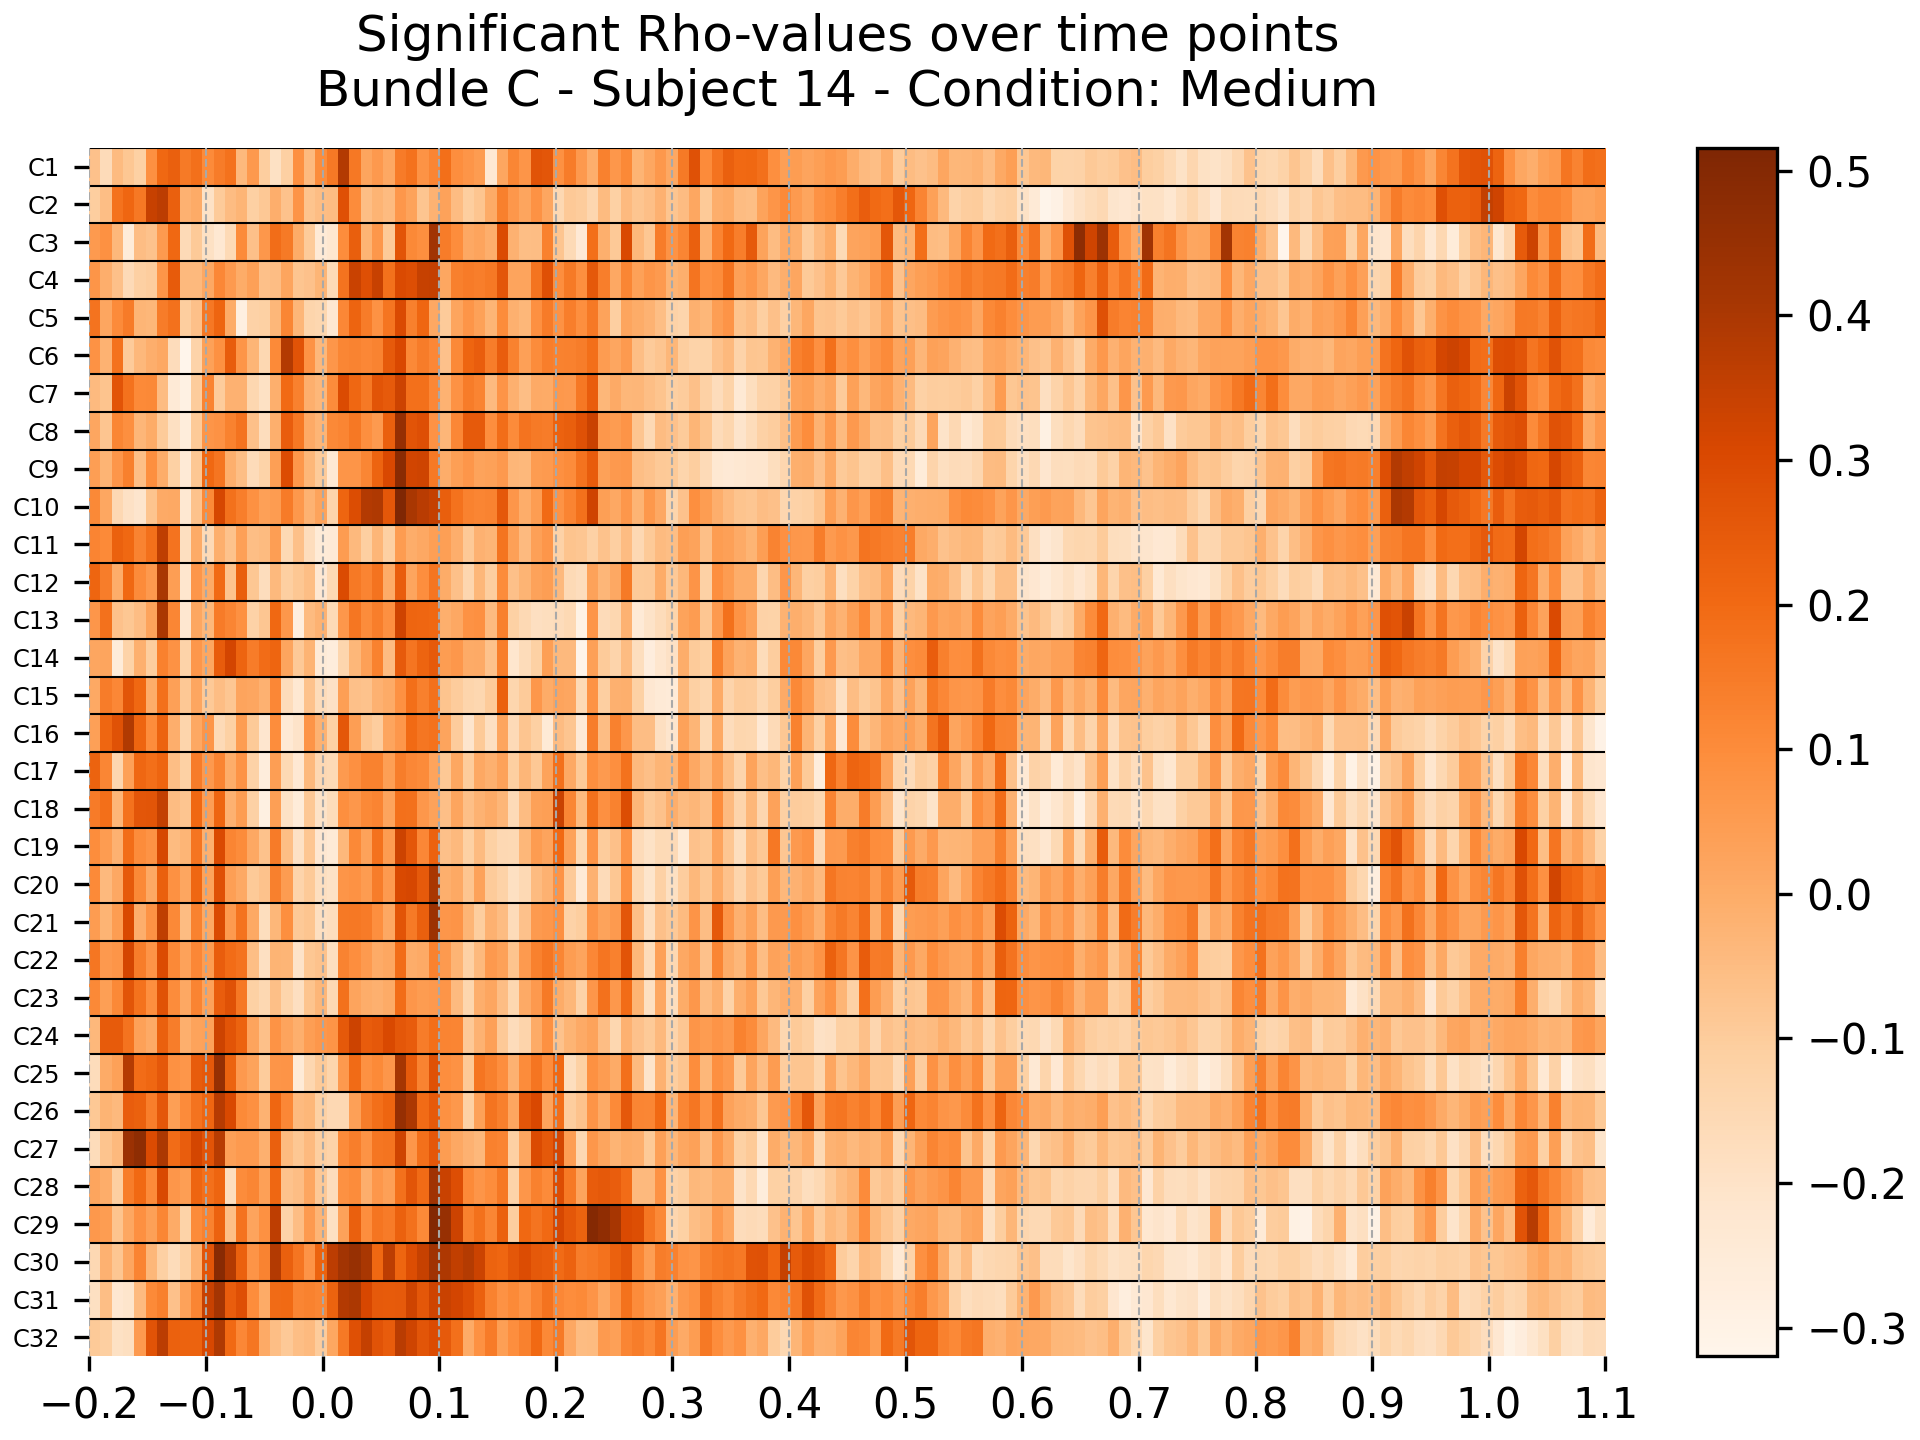 Significant Rho-values over time points
Bundle C - Subject 14 - Condition: Medium
C1
C2
C3
C4
C5
C6
C7
C8
C9
C10
C11
C12
C13
C14
C15
C16
C17
C18
C19
C20
C21
C22
C23
C24
C25
C26
C27
C28
C29
C30
C31
C32
−0.2 −0.1 0.0 0.1 0.2 0.3 0.4 0.5 0.6 0.7 0.8 0.9 1.0 1.1
0.5
0.4
0.3
0.2
0.1
0.0
−0.1
−0.2
−0.3